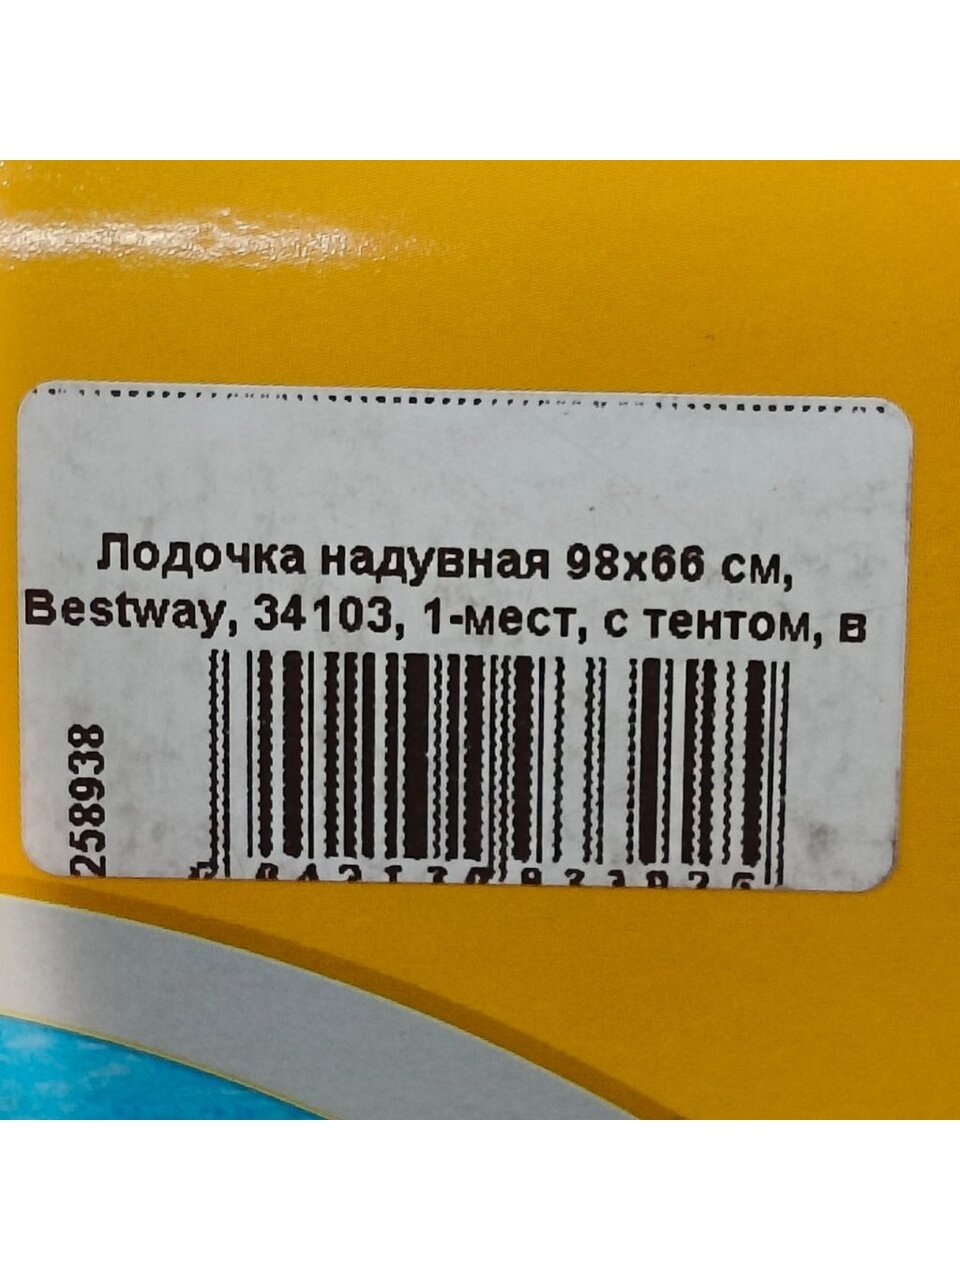 Лодочка надувная 98х66 см,
Bestway, 34103, 1-мест, с тентом, в
258938